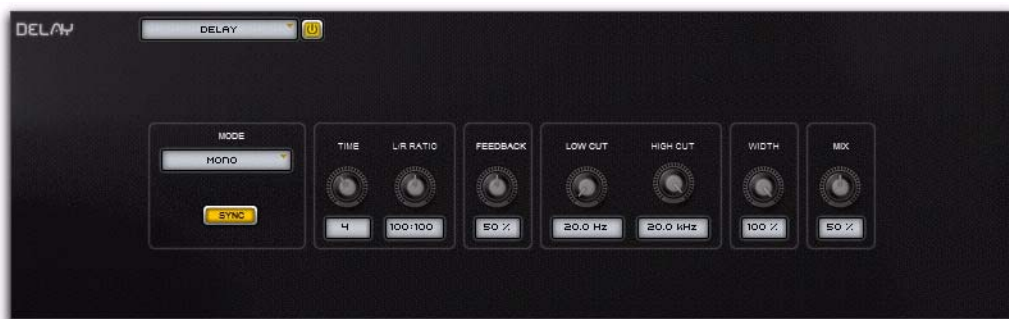 DELAY
DELAY
MODE
MONO
SYNC
TIME L/R RATIO
4 100:100
FEEDBACK
50 %
LOW CUT HIGH CUT
20.0 Hz 20.0 kHz
WIDTH
100 %
MIX
50 %